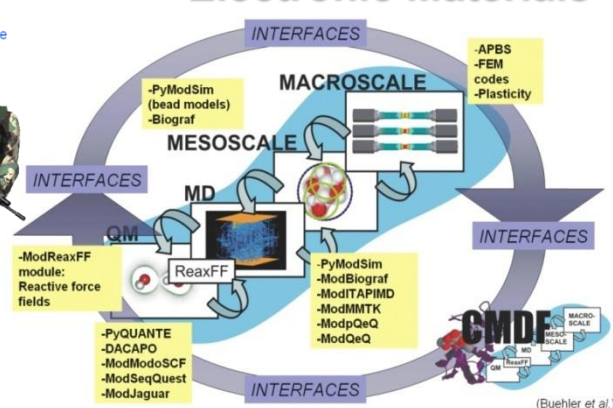 INTERFACES
-APBS
-FEM
codes
-Plasticity
-PyModSim
(bead models)
-Biograf
MACROSCALE
MESOSCALE
INTERFACES
MD
INTERFACES
QM
ReaxFF
-ModReaxFF
module:
Reactive force
fields
-PyModSim
-ModBiograf
-ModITAPIMD
-ModMMTK
-ModpQeQ
-ModQeQ
-PyQUANTE
-DACAPO
-ModModoSCF
-ModSeqQuest
-ModJaguar
INTERFACES
CMDF
MACRO-
SCALE
MESO-
SCALE
MD
ReaxFF
QM
(Buehler et al.